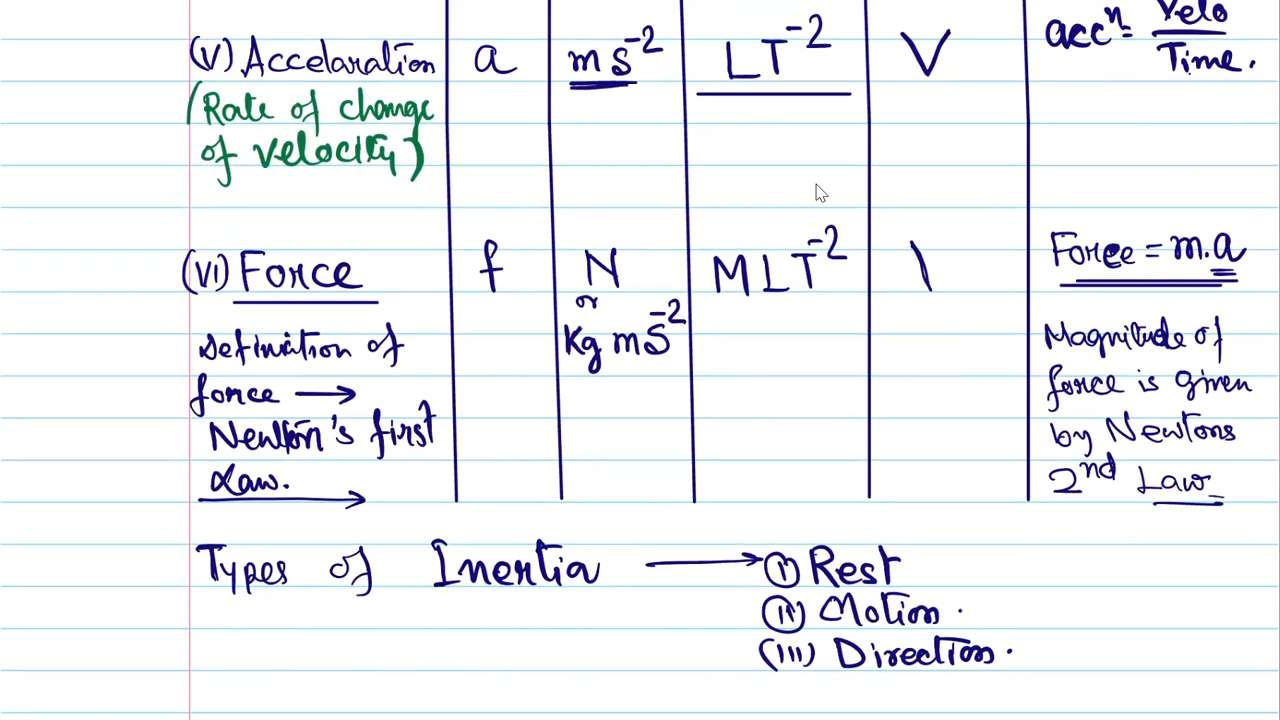 (V) Accelaration a m s⁻² LT⁻² V accⁿ = Velo
Time.
(Rate of change
of velocity)
(VI) Force f N MLT⁻² \ Force = m.a
or
Kg m S⁻²
Definition of
force →
Newton's first
Law.
Magnitude of
force is given
by Newtons
2nd Law
Types of Inertia → (i) Rest
(ii) Motion.
(iii) Direction.